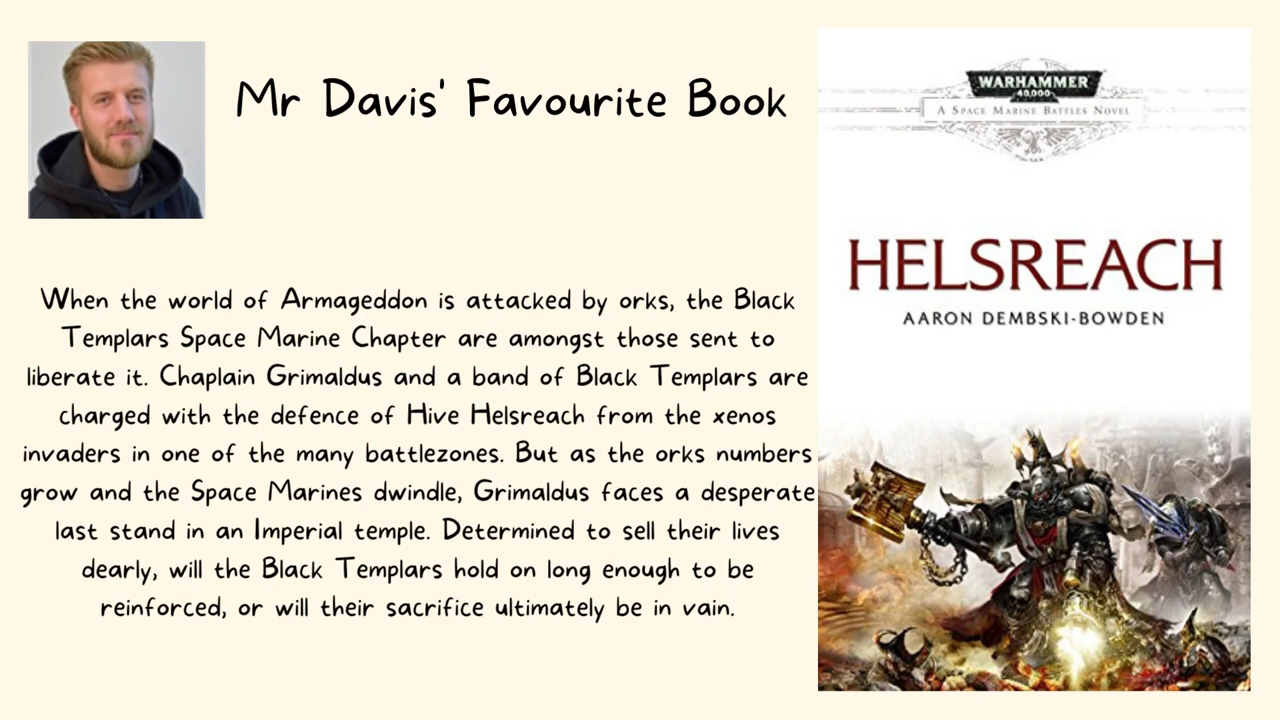 Mr Davis' Favourite Book
When the world of Armageddon is attacked by orks, the Black
Templars Space Marine Chapter are amongst those sent to
liberate it. Chaplain Grimaldus and a band of Black Templars are
charged with the defence of Hive Helsreach from the xenos
invaders in one of the many battlezones. But as the orks numbers
grow and the Space Marines dwindle, Grimaldus faces a desperate
last stand in an Imperial temple. Determined to sell their lives
dearly, will the Black Templars hold on long enough to be
reinforced, or will their sacrifice ultimately be in vain.
WARHAMMER
40,000
A SPACE MARINE BATTLES NOVEL
HELSREACH
AARON DEMBSKI-BOWDEN